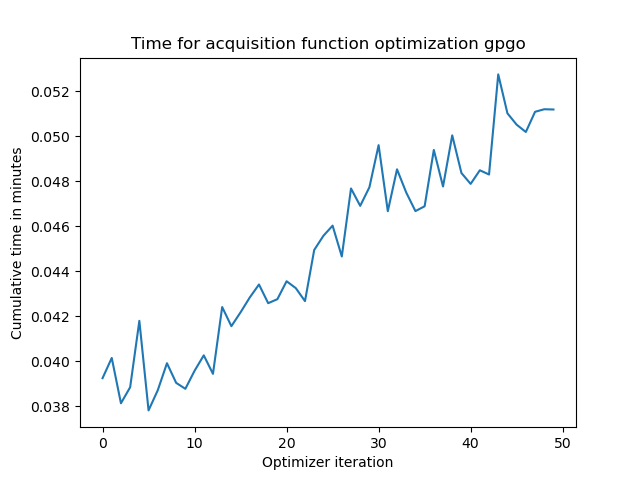 Time for acquisition function optimization gpgo
Cumulative time in minutes
0.052
0.050
0.048
0.046
0.044
0.042
0.040
0.038
0 10 20 30 40 50
Optimizer iteration